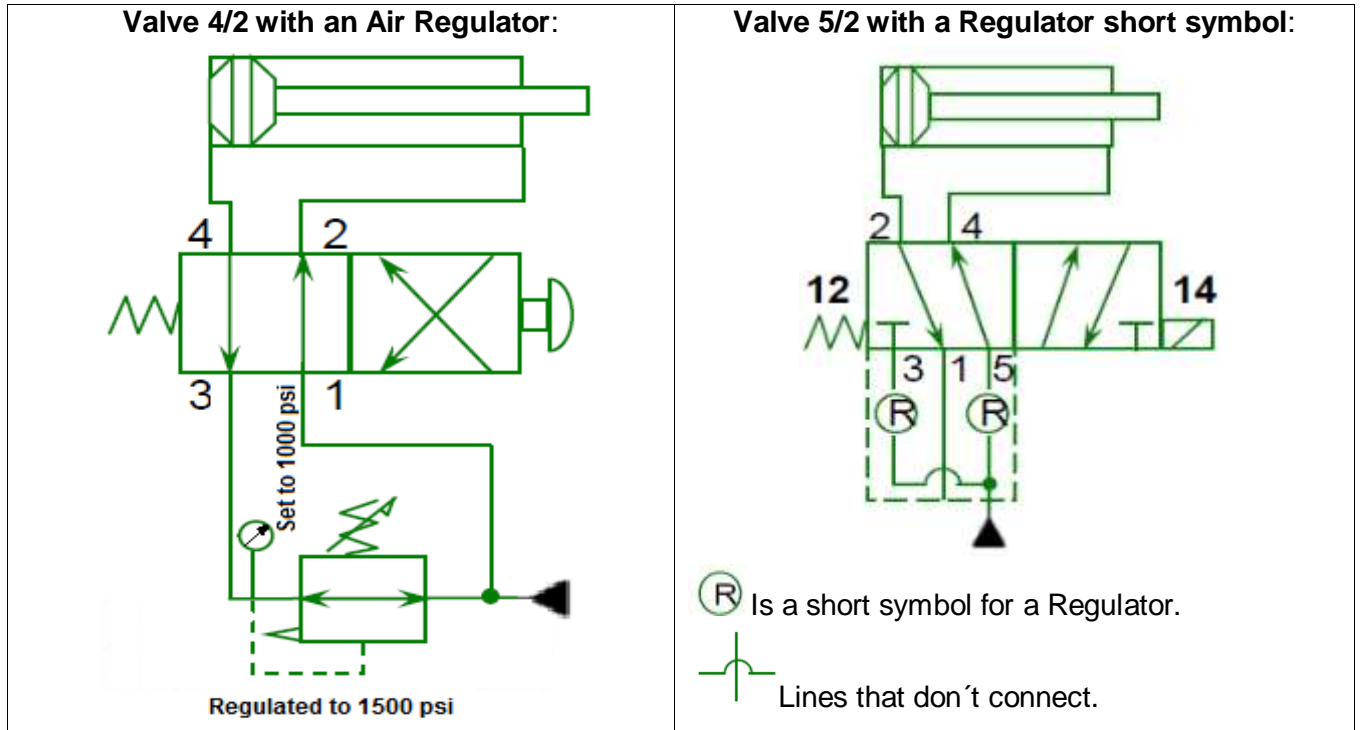 Valve 4/2 with an Air Regulator:
4 2
3 1
Set to 1000 psi
Regulated to 1500 psi
Valve 5/2 with a Regulator short symbol:
2 4
12 14
3 1 5
R R
R Is a short symbol for a Regulator.
Lines that don´t connect.